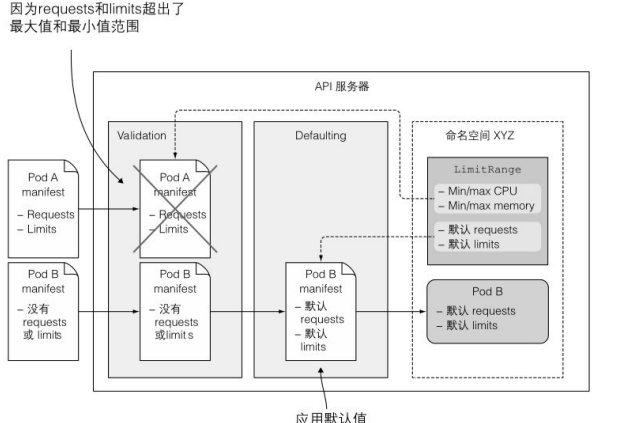 因为requests和limits超出了
最大值和最小值范围
API 服务器
Validation
Defaulting
命名空间 XYZ
Pod A
manifest
– Requests
– Limits
Pod A
manifest
– Requests
– Limits
LimitRange
– Min/max CPU
– Min/max memory
– 默认 requests
– 默认 limits
Pod B
manifest
– 没有
requests
或 limits
Pod B
manifest
– 没有
requests
或limits
Pod B
manifest
– 默认
requests
– 默认
limits
Pod B
– 默认 requests
– 默认 limits
应用默认值